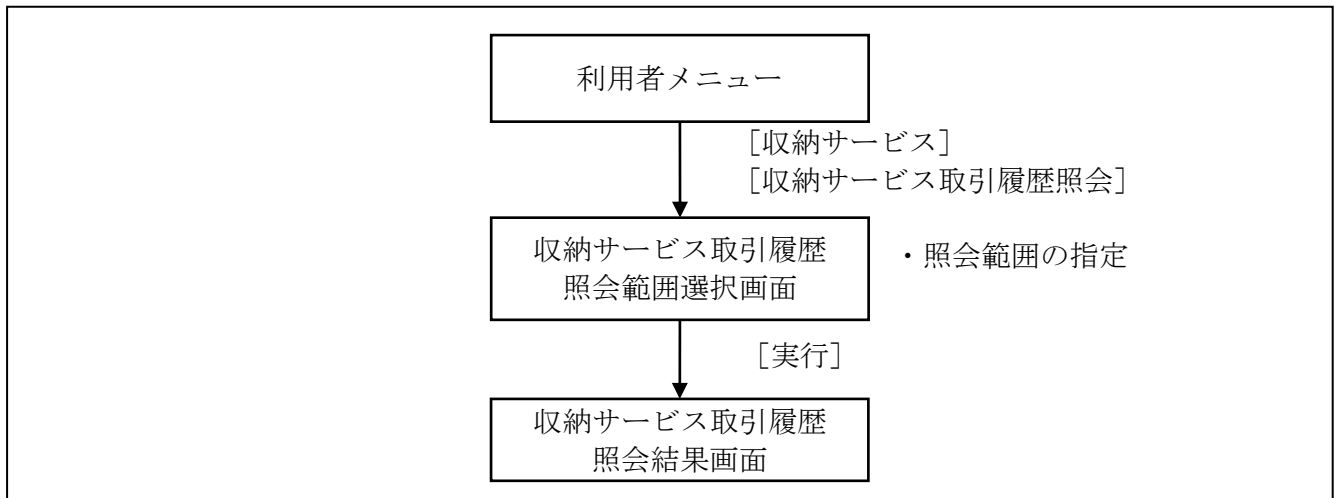 利用者メニュー
［収納サービス］
［収納サービス取引履歴照会］
収納サービス取引履歴
照会範囲選択画面
・照会範囲の指定
［実行］
収納サービス取引履歴
照会結果画面